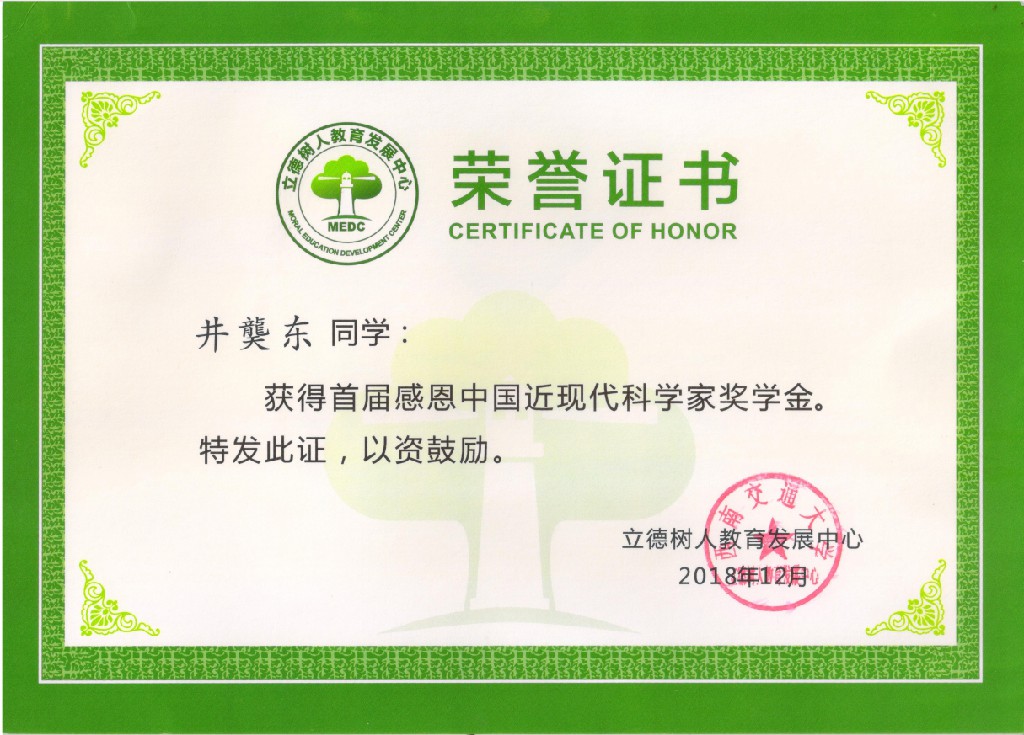 立德树人教育发展中心
MEDC
MORAL EDUCATION DEVELOPMENT CENTER
荣誉证书
CERTIFICATE OF HONOR
井龑东 同学：
获得首届感恩中国近现代科学家奖学金。
特发此证，以资鼓励。
立德树人教育发展中心
2018年12月
西南交通大学